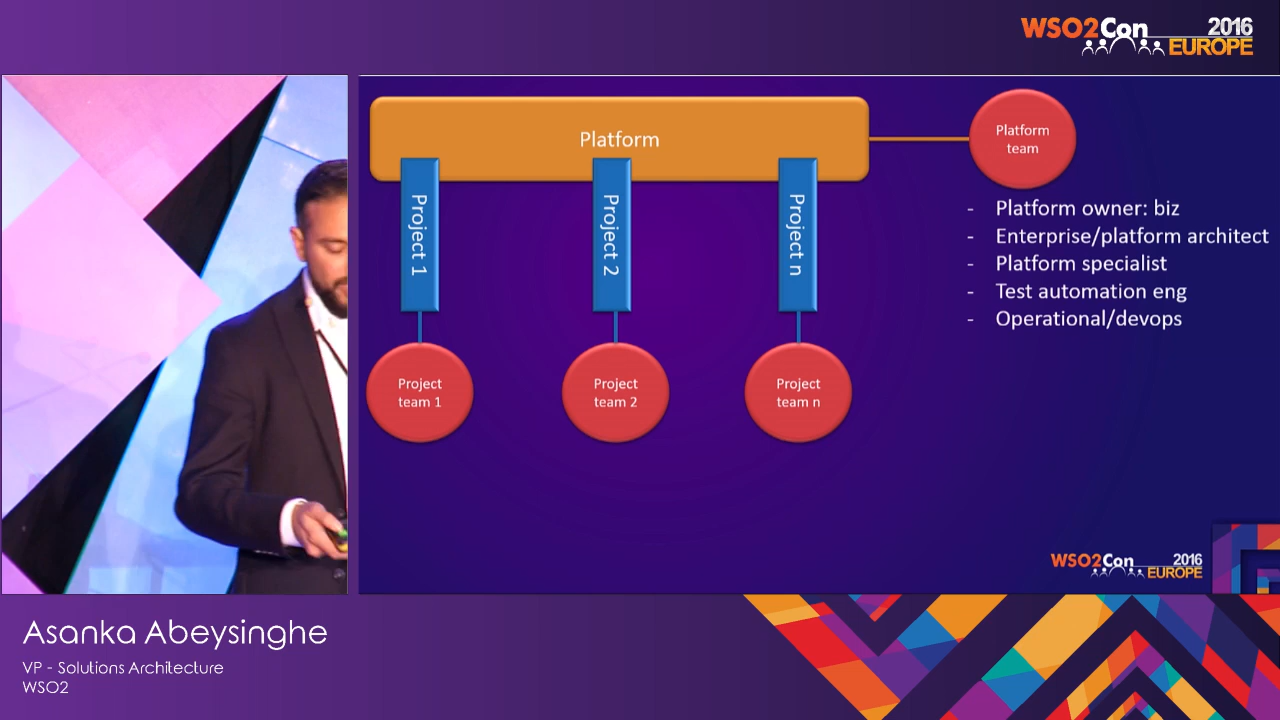 WSO2Con 2016
EUROPE
Platform
Platform
team
Project 1
Project 2
Project n
- Platform owner: biz
- Enterprise/platform architect
- Platform specialist
- Test automation eng
- Operational/devops
Project
team 1
Project
team 2
Project
team n
WSO2Con 2016
EUROPE
Asanka Abeysinghe
VP - Solutions Architecture
WSO2